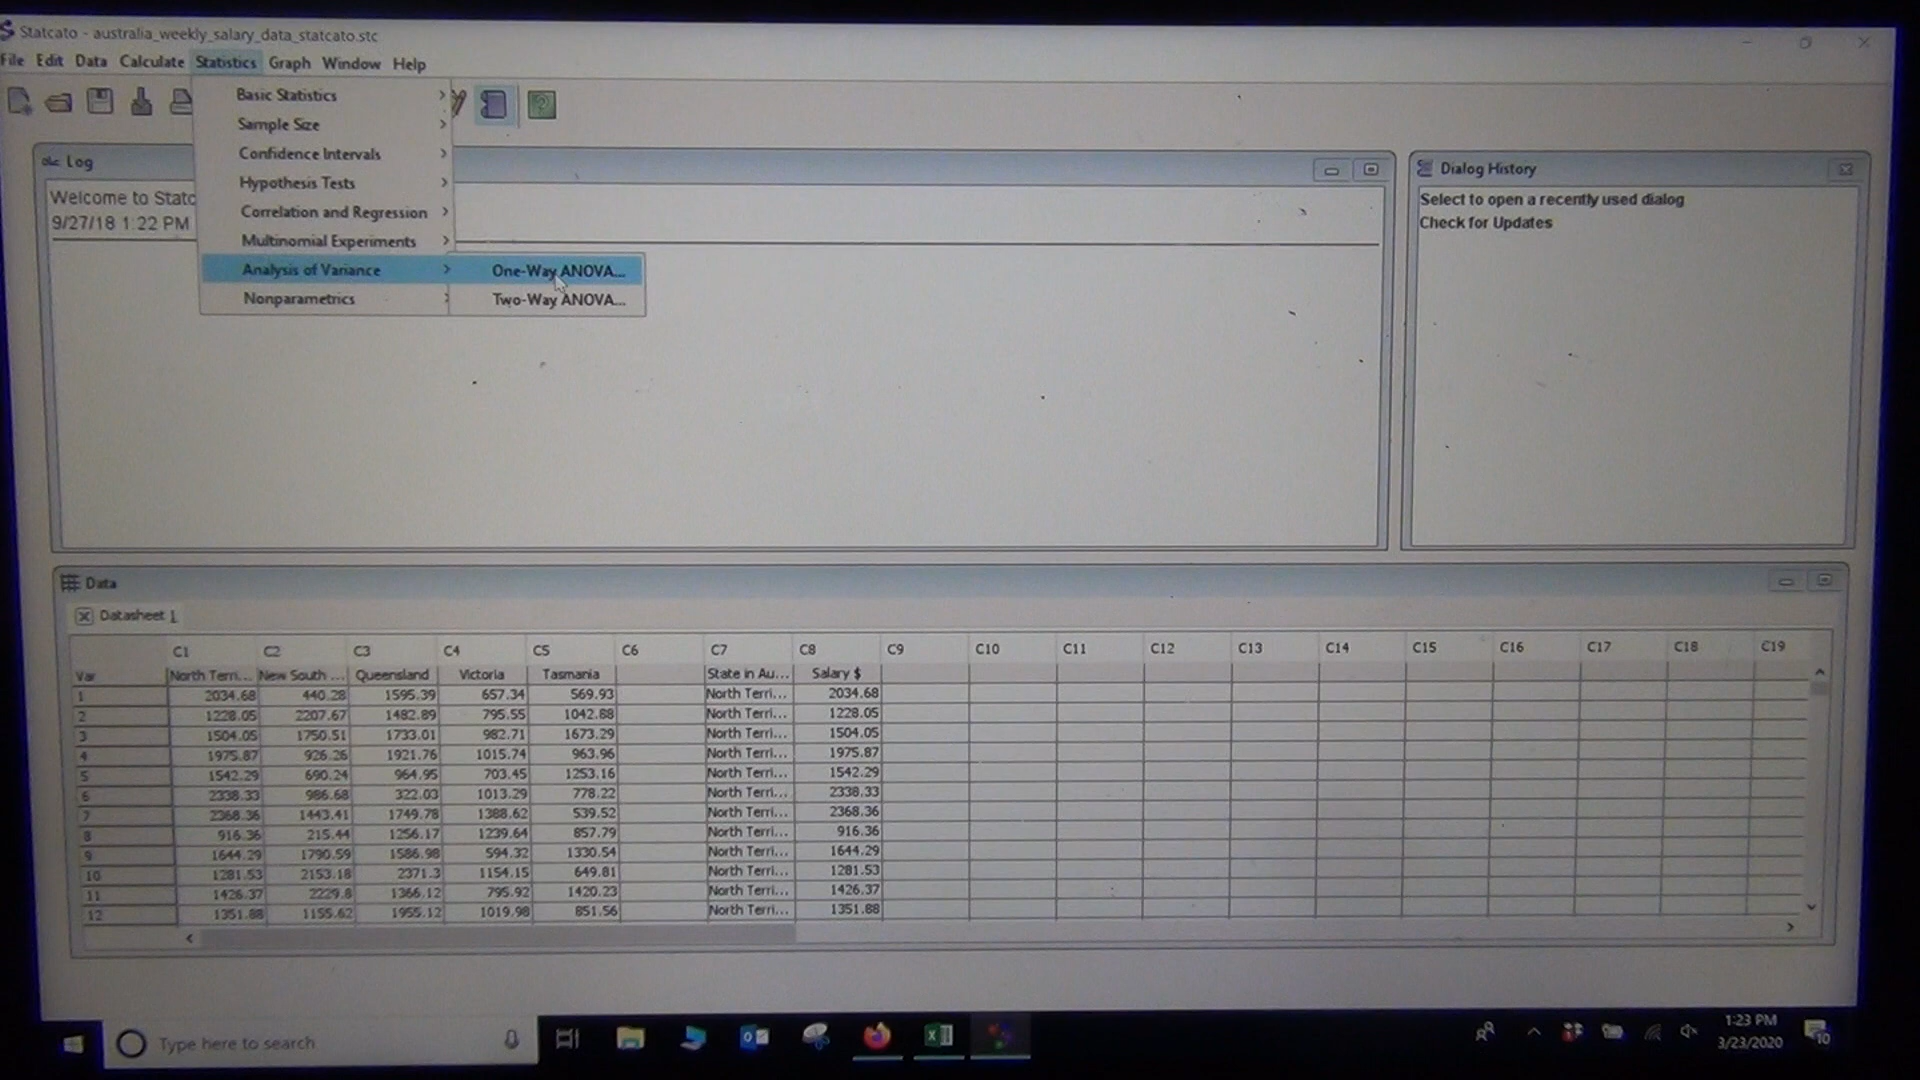 Statcato - australia_weekly_salary_data_statcato.stc
File Edit Data Calculate Statistics Graph Window Help
Basic Statistics
Sample Size
Confidence Intervals
Hypothesis Tests
Correlation and Regression
Multinomial Experiments
Analysis of Variance
Nonparametrics
One-Way ANOVA...
Two-Way ANOVA...
Log
Welcome to Statc
9/27/18 1:22 PM
Dialog History
Select to open a recently used dialog
Check for Updates
Data
Datasheet 1
C1 C2 C3 C4 C5 C6 C7 C8 C9 C10 C11 C12 C13 C14 C15 C16 C17 C18 C19
Var North Terri... New South ... Queensland Victoria Tasmania State in Au... Salary $
1 2034.68 440.28 1595.39 657.34 569.93 North Terri... 2034.68
2 1228.05 2207.67 1482.89 795.55 1042.88 North Terri... 1228.05
3 1504.05 1750.51 1733.01 982.71 1673.29 North Terri... 1504.05
4 1975.87 926.26 1921.76 1015.74 963.96 North Terri... 1975.87
5 1542.29 690.24 964.95 703.45 1253.16 North Terri... 1542.29
6 2338.33 986.68 322.03 1013.29 778.22 North Terri... 2338.33
7 2368.36 1443.41 1749.78 1388.62 539.52 North Terri... 2368.36
8 916.36 215.44 1256.17 1239.64 857.79 North Terri... 916.36
9 1644.29 1790.59 1586.98 594.32 1330.54 North Terri... 1644.29
10 1281.53 2153.18 2371.3 1154.15 649.81 North Terri... 1281.53
11 1426.37 2229.8 1366.12 795.92 1420.23 North Terri... 1426.37
12 1351.88 1155.62 1955.12 1019.98 851.56 North Terri... 1351.88
Type here to search
1:23 PM
3/23/2020
10